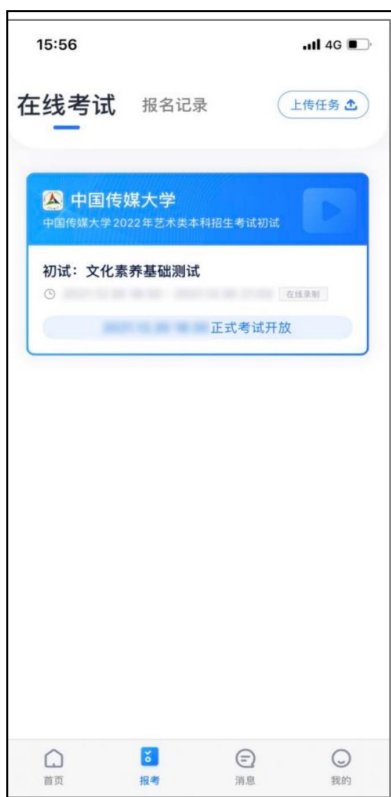 15:56
4G
在线考试 报名记录 上传任务
中国传媒大学
中国传媒大学2022年艺术类本科招生考试初试
初试：文化素养基础测试
在线录制
正式考试开放
首页 报考 消息 我的